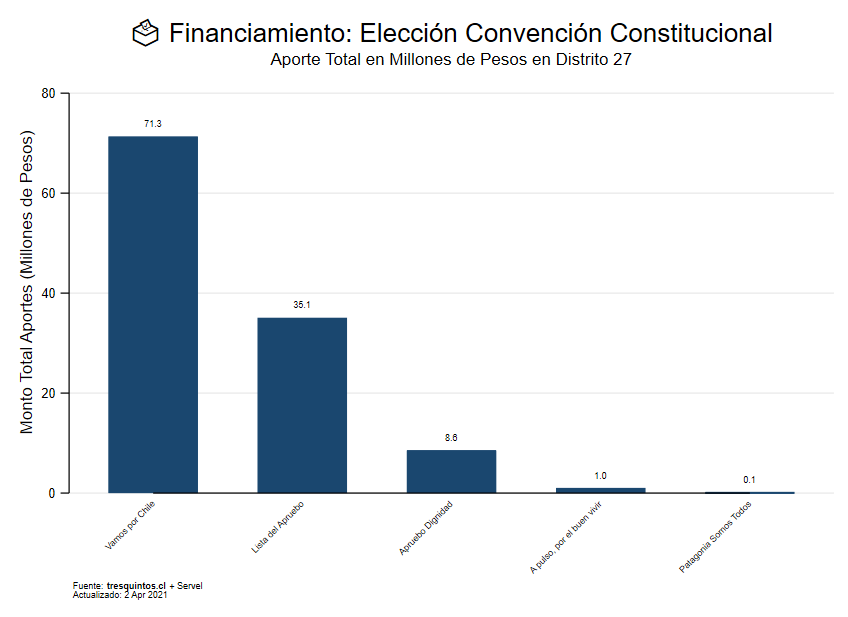 Financiamiento: Elección Convención Constitucional
Aporte Total en Millones de Pesos en Distrito 27
Monto Total Aportes (Millones de Pesos)
80
60
40
20
0
71.3
35.1
8.6
1.0
0.1
Vamos por Chile
Lista del Apruebo
Apruebo Dignidad
A pulso, por el buen vivir
Patagonia Somos Todos
Fuente: tresquintos.cl + Servel
Actualizado: 2 Apr 2021